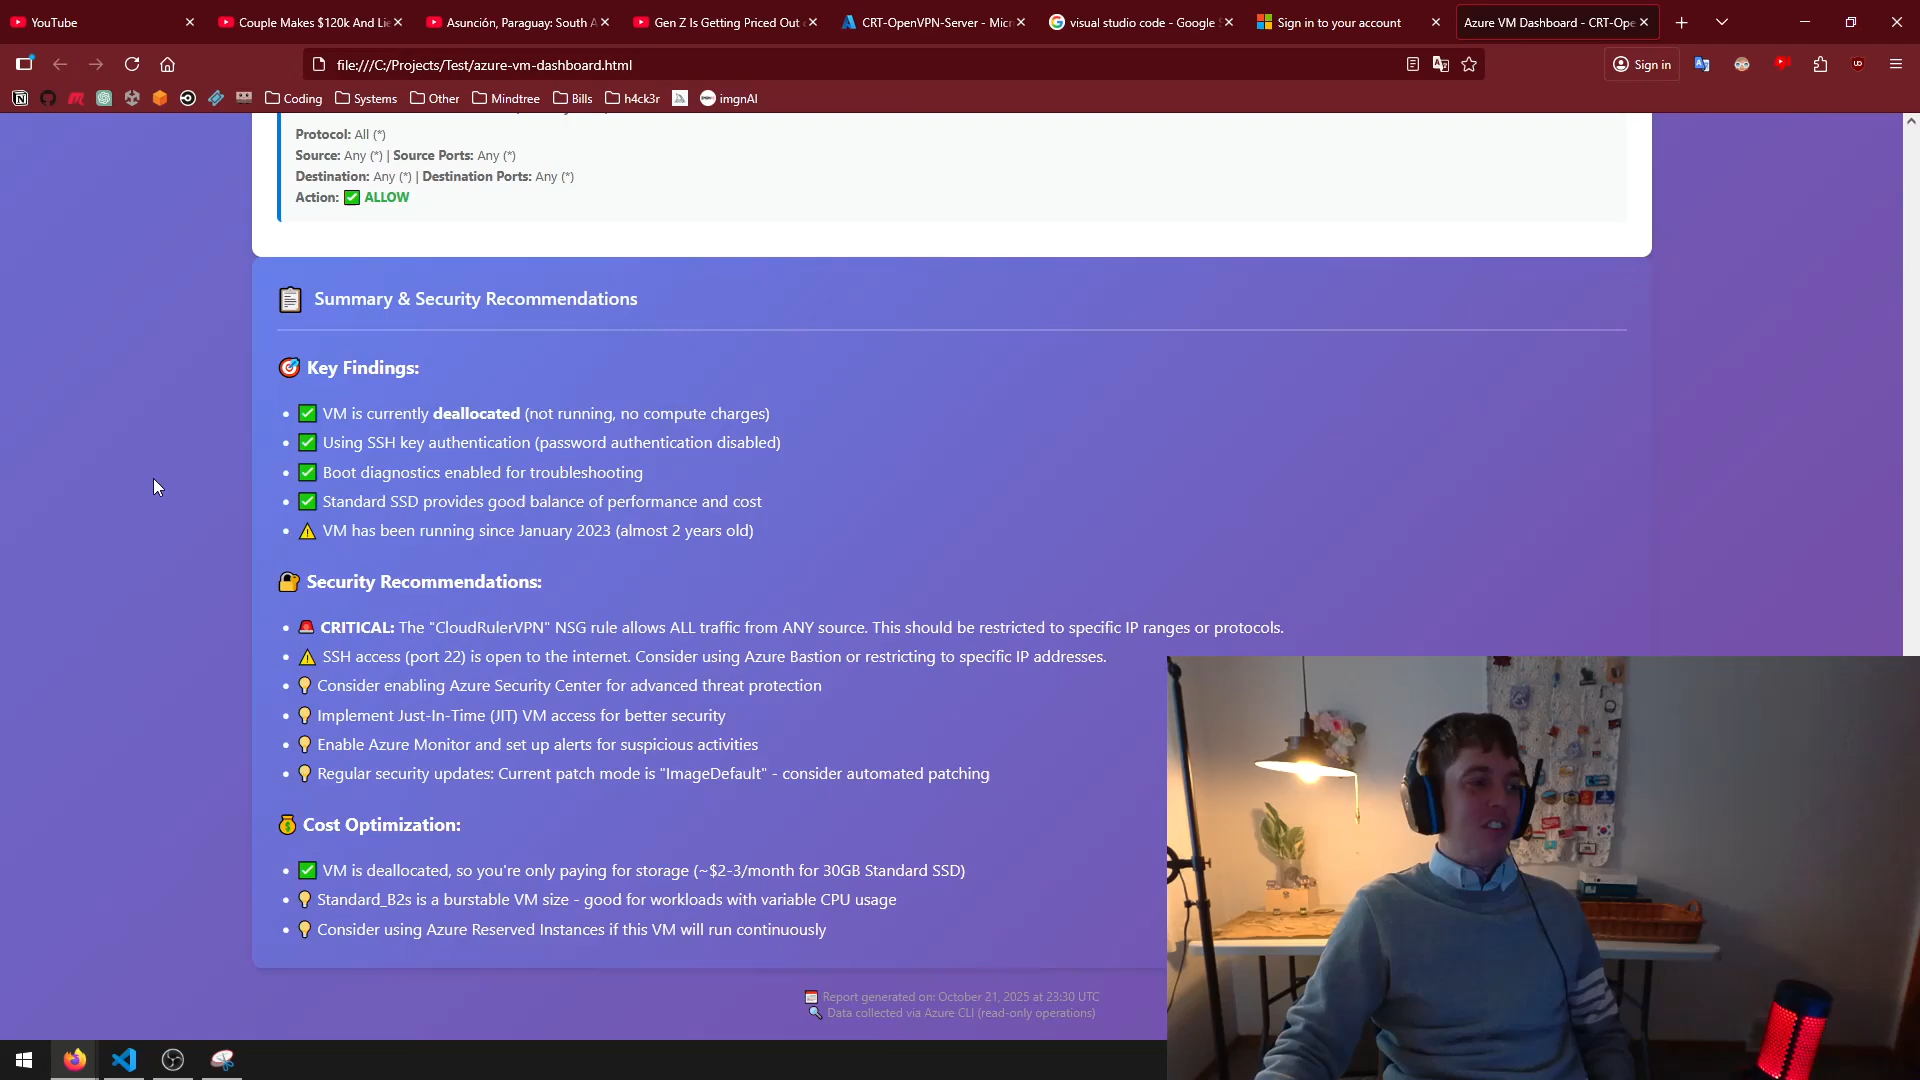 YouTube
Couple Makes $120k And Lie
Asunción, Paraguay: South A
Gen Z Is Getting Priced Out
CRT-OpenVPN-Server - Micr
visual studio code - Google S
Sign in to your account
Azure VM Dashboard - CRT-Ope
file:///C:/Projects/Test/azure-vm-dashboard.html
Sign in
Coding
Systems
Other
Mindtree
Bills
h4ck3r
imgnAI
Protocol: All (*)
Source: Any (*) | Source Ports: Any (*)
Destination: Any (*) | Destination Ports: Any (*)
Action: ✅ ALLOW
📋 Summary & Security Recommendations
🎯 Key Findings:
• ✅ VM is currently deallocated (not running, no compute charges)
• ✅ Using SSH key authentication (password authentication disabled)
• ✅ Boot diagnostics enabled for troubleshooting
• ✅ Standard SSD provides good balance of performance and cost
• ⚠️ VM has been running since January 2023 (almost 2 years old)
🔐 Security Recommendations:
• 🚨 CRITICAL: The "CloudRulerVPN" NSG rule allows ALL traffic from ANY source. This should be restricted to specific IP ranges or protocols.
• ⚠️ SSH access (port 22) is open to the internet. Consider using Azure Bastion or restricting to specific IP addresses.
• 💡 Consider enabling Azure Security Center for advanced threat protection
• 💡 Implement Just-In-Time (JIT) VM access for better security
• 💡 Enable Azure Monitor and set up alerts for suspicious activities
• 💡 Regular security updates: Current patch mode is "ImageDefault" - consider automated patching
💰 Cost Optimization:
• ✅ VM is deallocated, so you're only paying for storage (~$2-3/month for 30GB Standard SSD)
• 💡 Standard_B2s is a burstable VM size - good for workloads with variable CPU usage
• 💡 Consider using Azure Reserved Instances if this VM will run continuously
📅 Report generated on: October 21, 2025 at 23:30 UTC
🔍 Data collected via Azure CLI (read-only operations)